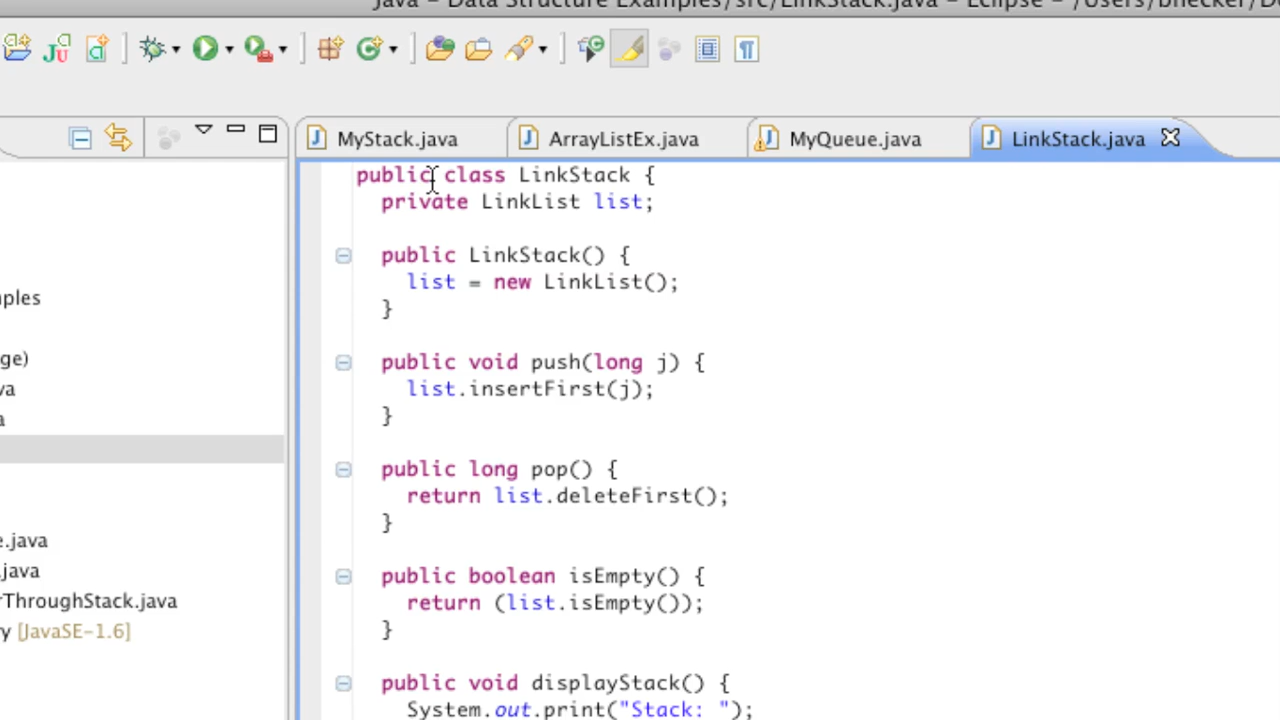 Java – Data Structure Examples/src/LinkStack.java – Eclipse – /Users/bhecker/D
MyStack.java ArrayListEx.java MyQueue.java LinkStack.java
public class LinkStack {
private LinkList list;
public LinkStack() {
list = new LinkList();
}
public void push(long j) {
list.insertFirst(j);
}
public long pop() {
return list.deleteFirst();
}
public boolean isEmpty() {
return (list.isEmpty());
}
public void displayStack() {
System.out.print("Stack: ");
ples
ge)
va
a
e.java
.java
rThroughStack.java
y [JavaSE-1.6]